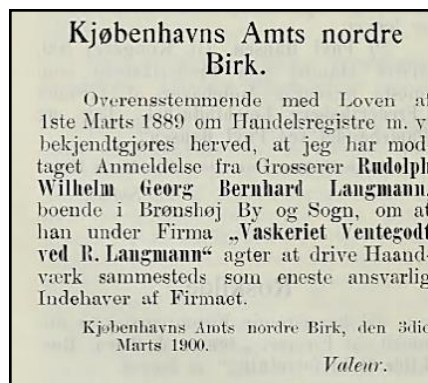 Kjøbenhavns Amts nordre
Birk.
Overensstemmende med Loven af
1ste Marts 1889 om Handelsregistre m. v.
bekjendtgjøres herved, at jeg har mod-
taget Anmeldelse fra Grosserer Rudolph
Wilhelm Georg Bernhard Langmann,
boende i Brønshøj By og Sogn, om at
han under Firma „Vaskeriet Ventegodt
ved R. Langmann“ agter at drive Haand-
værk sammesteds som eneste ansvarlig
Indehaver af Firmaet.
Kjøbenhavns Amts nordre Birk, den
Marts 1900.
Valeur.